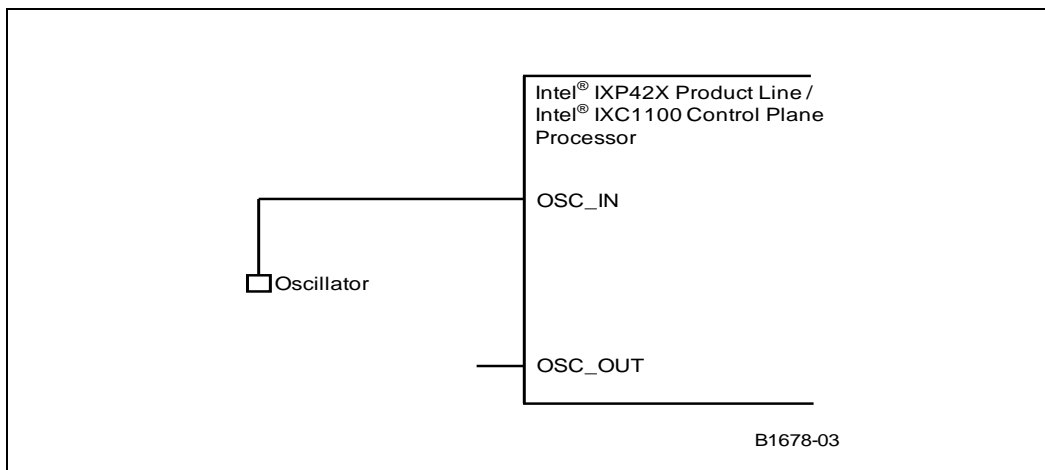 Intel® IXP42X Product Line /
Intel® IXC1100 Control Plane
Processor
OSC_IN
Oscillator
OSC_OUT
B1678-03